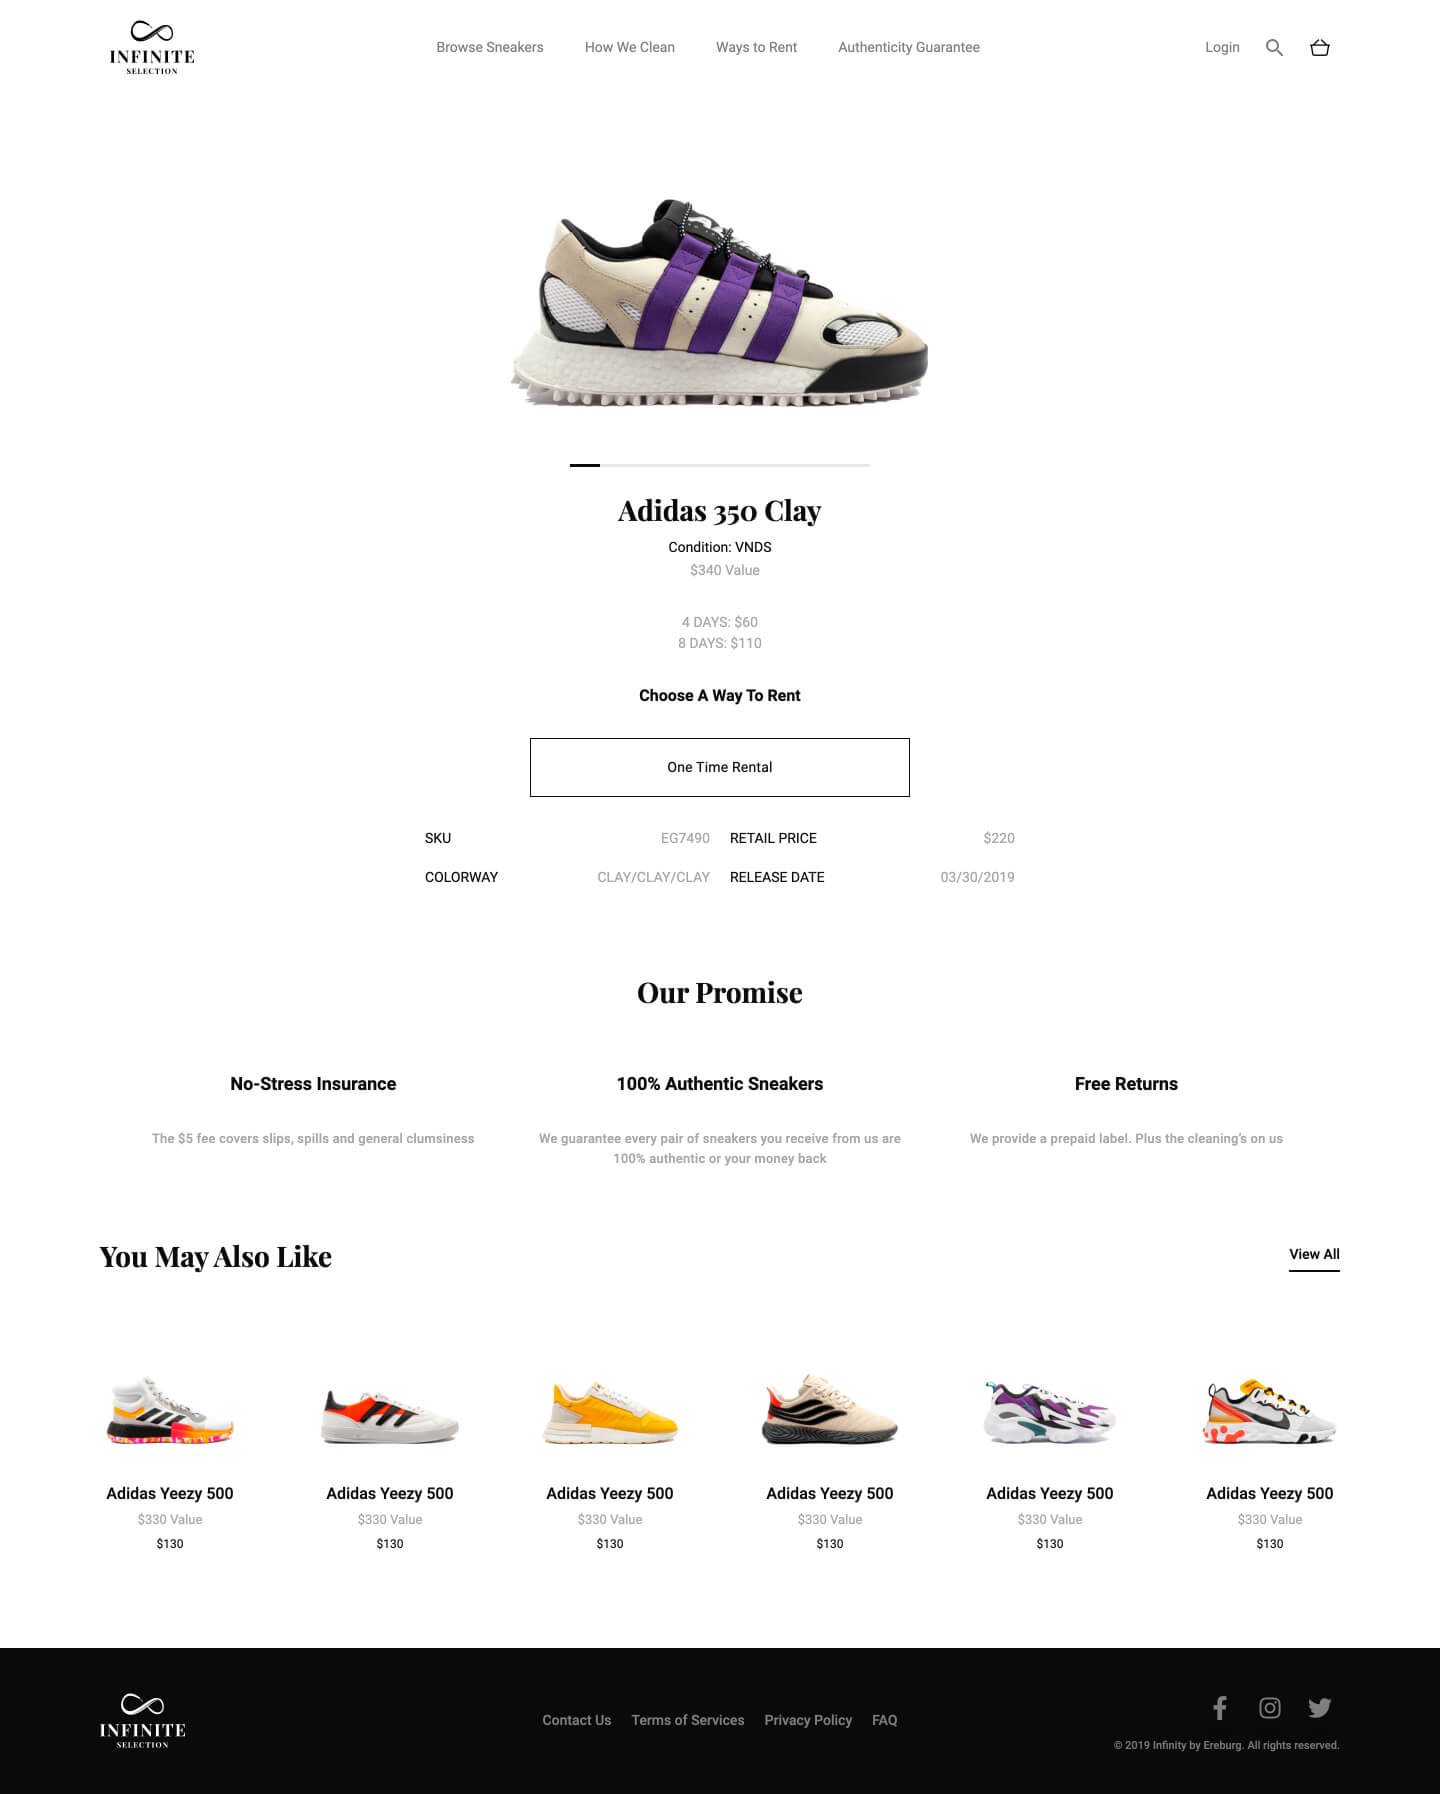 INFINITE
SELECTION
Browse Sneakers
How We Clean
Ways to Rent
Authenticity Guarantee
Login
Adidas 350 Clay
Condition: VNDS
$340 Value
4 DAYS: $60
8 DAYS: $110
Choose A Way To Rent
One Time Rental
SKU EG7490 RETAIL PRICE $220
COLORWAY CLAY/CLAY/CLAY RELEASE DATE 03/30/2019
Our Promise
No-Stress Insurance
The $5 fee covers slips, spills and general clumsiness
100% Authentic Sneakers
We guarantee every pair of sneakers you receive from us are
100% authentic or your money back
Free Returns
We provide a prepaid label. Plus the cleaning's on us
You May Also Like
View All
Adidas Yeezy 500
$330 Value
$130
Adidas Yeezy 500
$330 Value
$130
Adidas Yeezy 500
$330 Value
$130
Adidas Yeezy 500
$330 Value
$130
Adidas Yeezy 500
$330 Value
$130
Adidas Yeezy 500
$330 Value
$130
INFINITE
SELECTION
Contact Us
Terms of Services
Privacy Policy
FAQ
© 2019 Infinity by Ereburg. All rights reserved.